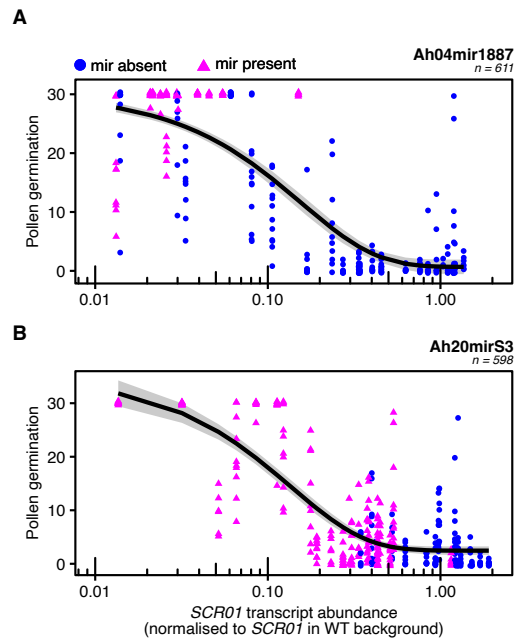 A
Ah04mir1887
n = 611
mir absent
mir present
30
20
10
0
Pollen germination
0.01
0.10
1.00
B
Ah20mirS3
n = 598
30
20
10
0
Pollen germination
0.01
0.10
1.00
SCR01 transcript abundance
(normalised to SCR01 in WT background)